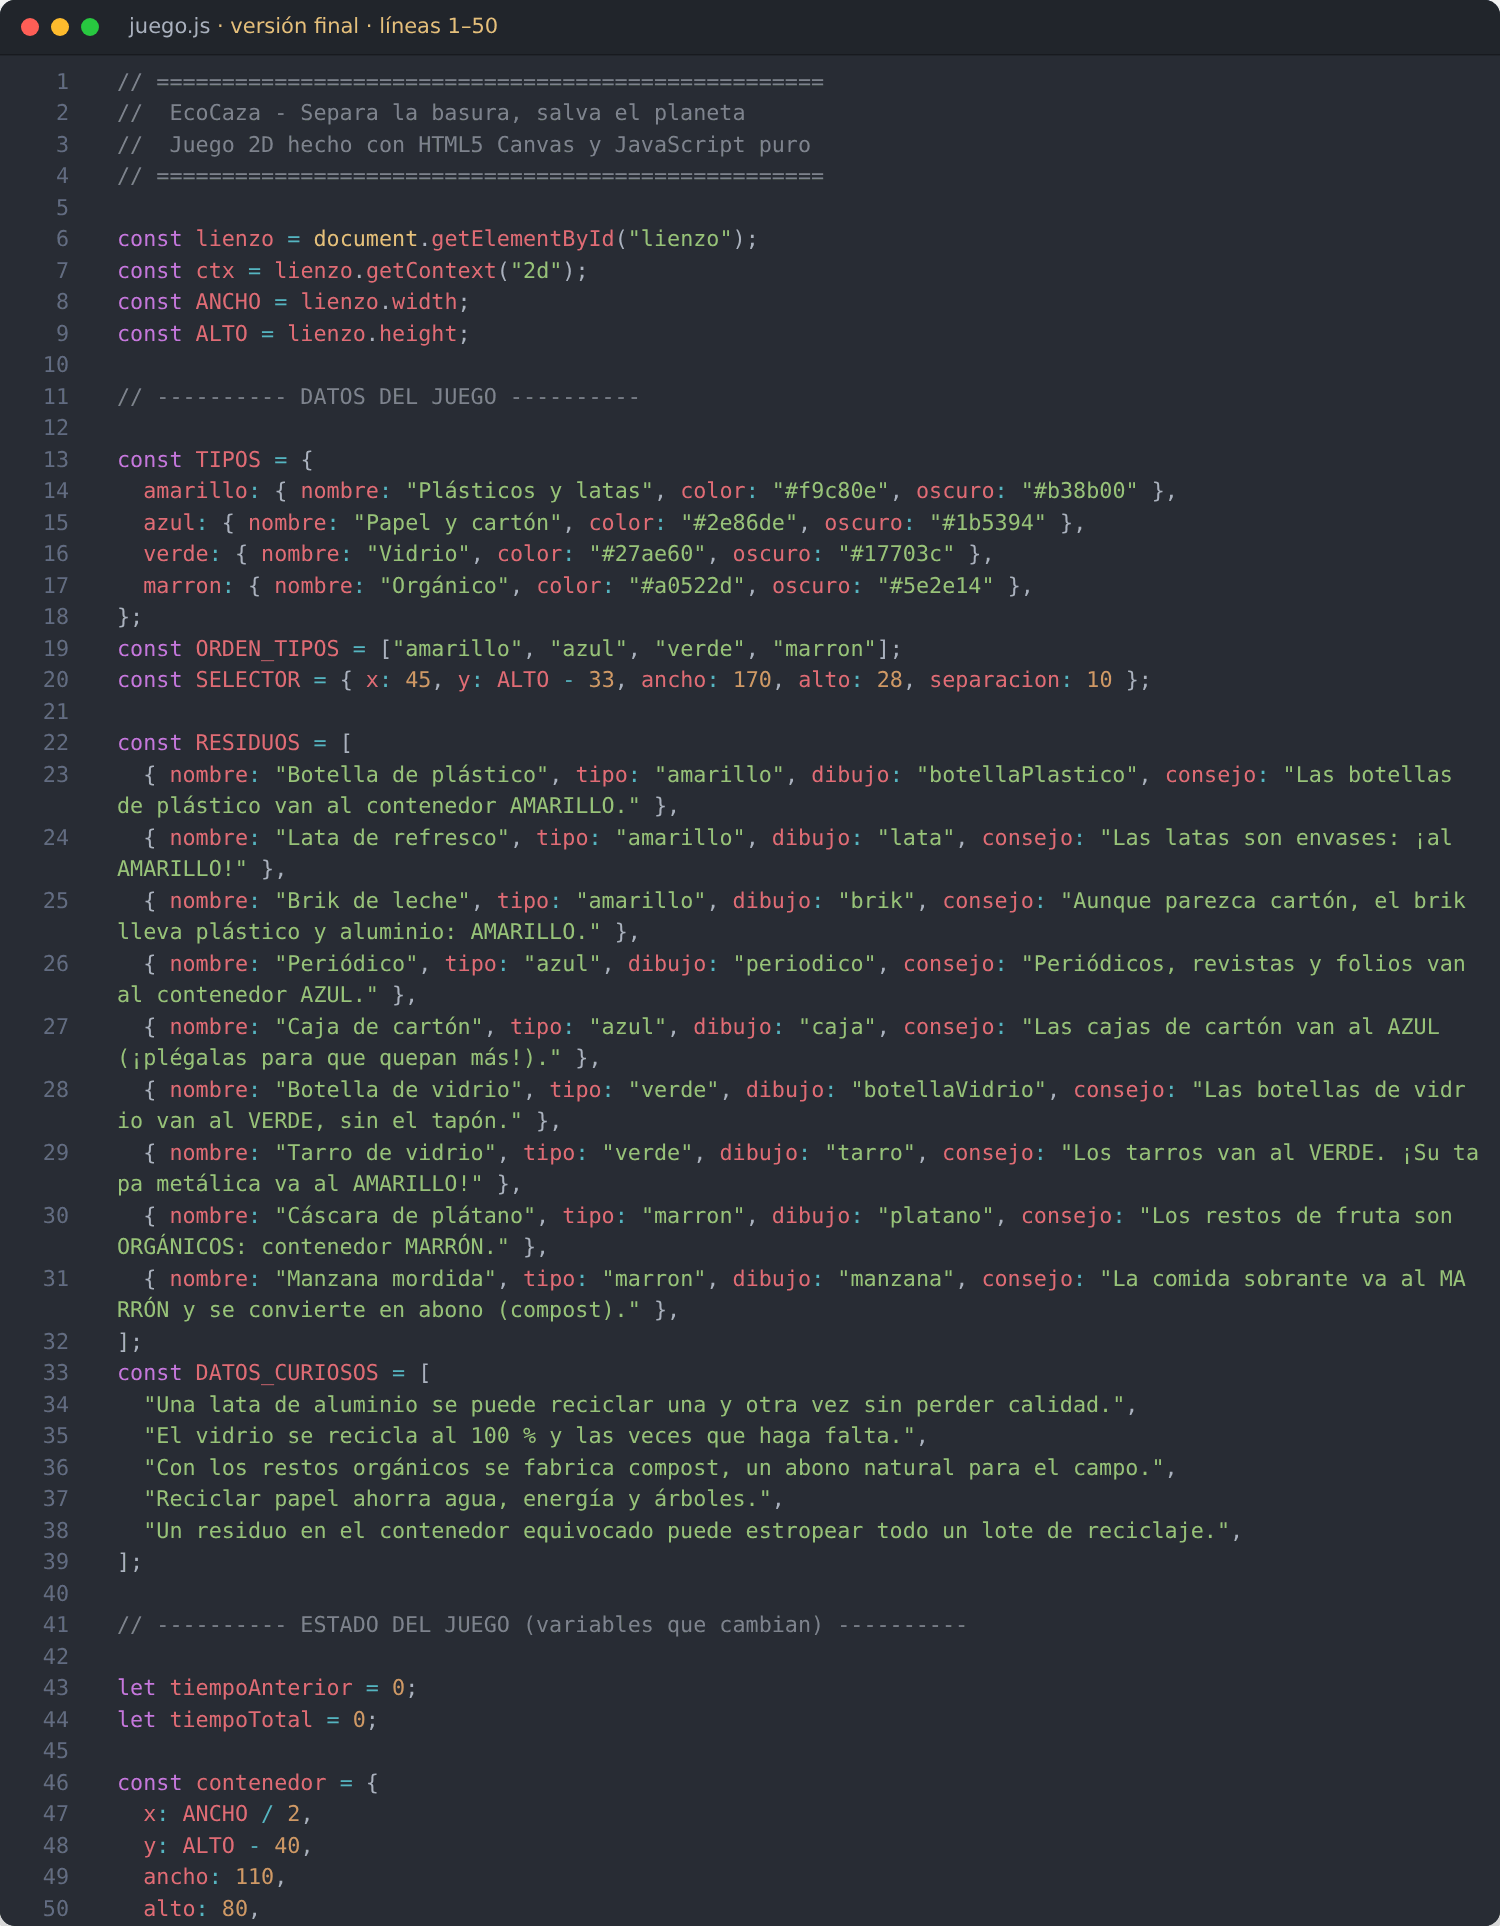 juego.js · versión final · líneas 1–50
1 // ===================================================
2 //  EcoCaza - Separa la basura, salva el planeta
3 //  Juego 2D hecho con HTML5 Canvas y JavaScript puro
4 // ===================================================
5
6 const lienzo = document.getElementById("lienzo");
7 const ctx = lienzo.getContext("2d");
8 const ANCHO = lienzo.width;
9 const ALTO = lienzo.height;
10
11 // ---------- DATOS DEL JUEGO ----------
12
13 const TIPOS = {
14   amarillo: { nombre: "Plásticos y latas", color: "#f9c80e", oscuro: "#b38b00" },
15   azul: { nombre: "Papel y cartón", color: "#2e86de", oscuro: "#1b5394" },
16   verde: { nombre: "Vidrio", color: "#27ae60", oscuro: "#17703c" },
17   marron: { nombre: "Orgánico", color: "#a0522d", oscuro: "#5e2e14" },
18 };
19 const ORDEN_TIPOS = ["amarillo", "azul", "verde", "marron"];
20 const SELECTOR = { x: 45, y: ALTO - 33, ancho: 170, alto: 28, separacion: 10 };
21
22 const RESIDUOS = [
23   { nombre: "Botella de plástico", tipo: "amarillo", dibujo: "botellaPlastico", consejo: "Las botellas
de plástico van al contenedor AMARILLO." },
24   { nombre: "Lata de refresco", tipo: "amarillo", dibujo: "lata", consejo: "Las latas son envases: ¡al
AMARILLO!" },
25   { nombre: "Brik de leche", tipo: "amarillo", dibujo: "brik", consejo: "Aunque parezca cartón, el brik
lleva plástico y aluminio: AMARILLO." },
26   { nombre: "Periódico", tipo: "azul", dibujo: "periodico", consejo: "Periódicos, revistas y folios van
al contenedor AZUL." },
27   { nombre: "Caja de cartón", tipo: "azul", dibujo: "caja", consejo: "Las cajas de cartón van al AZUL
(¡plégalas para que quepan más!)." },
28   { nombre: "Botella de vidrio", tipo: "verde", dibujo: "botellaVidrio", consejo: "Las botellas de vidr
io van al VERDE, sin el tapón." },
29   { nombre: "Tarro de vidrio", tipo: "verde", dibujo: "tarro", consejo: "Los tarros van al VERDE. ¡Su ta
pa metálica va al AMARILLO!" },
30   { nombre: "Cáscara de plátano", tipo: "marron", dibujo: "platano", consejo: "Los restos de fruta son
ORGÁNICOS: contenedor MARRÓN." },
31   { nombre: "Manzana mordida", tipo: "marron", dibujo: "manzana", consejo: "La comida sobrante va al MA
RRÓN y se convierte en abono (compost)." },
32 ];
33 const DATOS_CURIOSOS = [
34   "Una lata de aluminio se puede reciclar una y otra vez sin perder calidad.",
35   "El vidrio se recicla al 100 % y las veces que haga falta.",
36   "Con los restos orgánicos se fabrica compost, un abono natural para el campo.",
37   "Reciclar papel ahorra agua, energía y árboles.",
38   "Un residuo en el contenedor equivocado puede estropear todo un lote de reciclaje.",
39 ];
40
41 // ---------- ESTADO DEL JUEGO (variables que cambian) ----------
42
43 let tiempoAnterior = 0;
44 let tiempoTotal = 0;
45
46 const contenedor = {
47   x: ANCHO / 2,
48   y: ALTO - 40,
49   ancho: 110,
50   alto: 80,